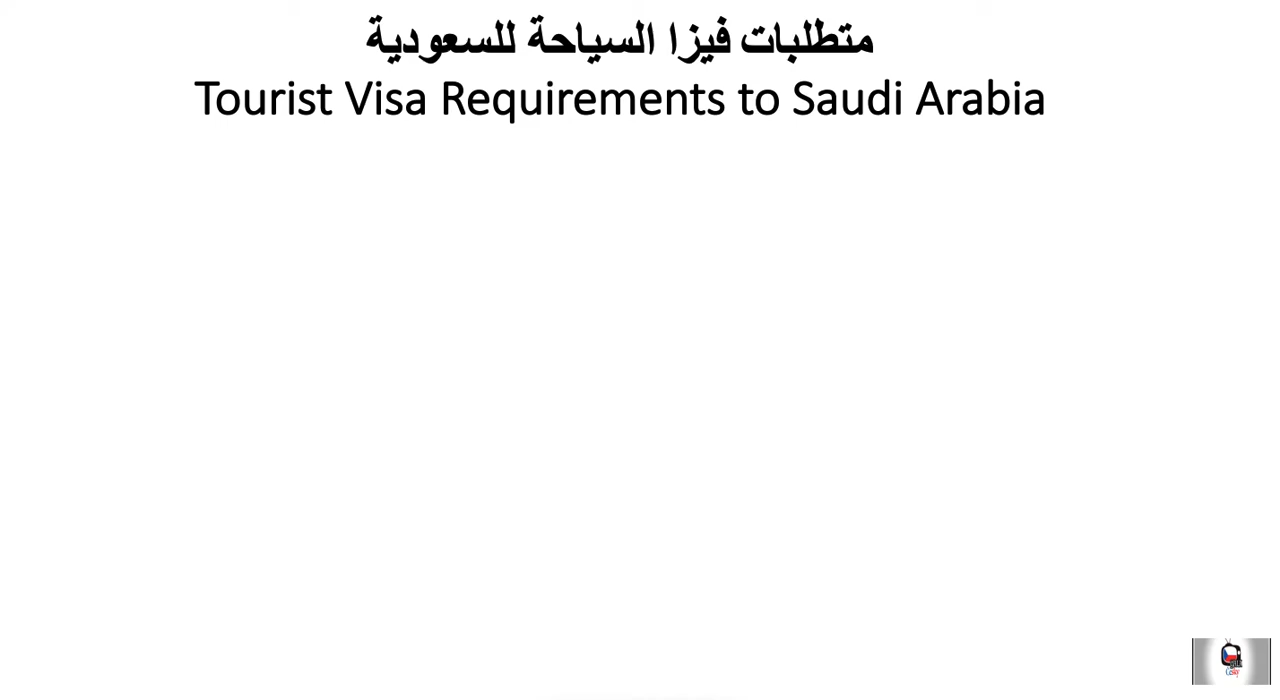 متطلبات فيزا السياحة للسعودية
Tourist Visa Requirements to Saudi Arabia